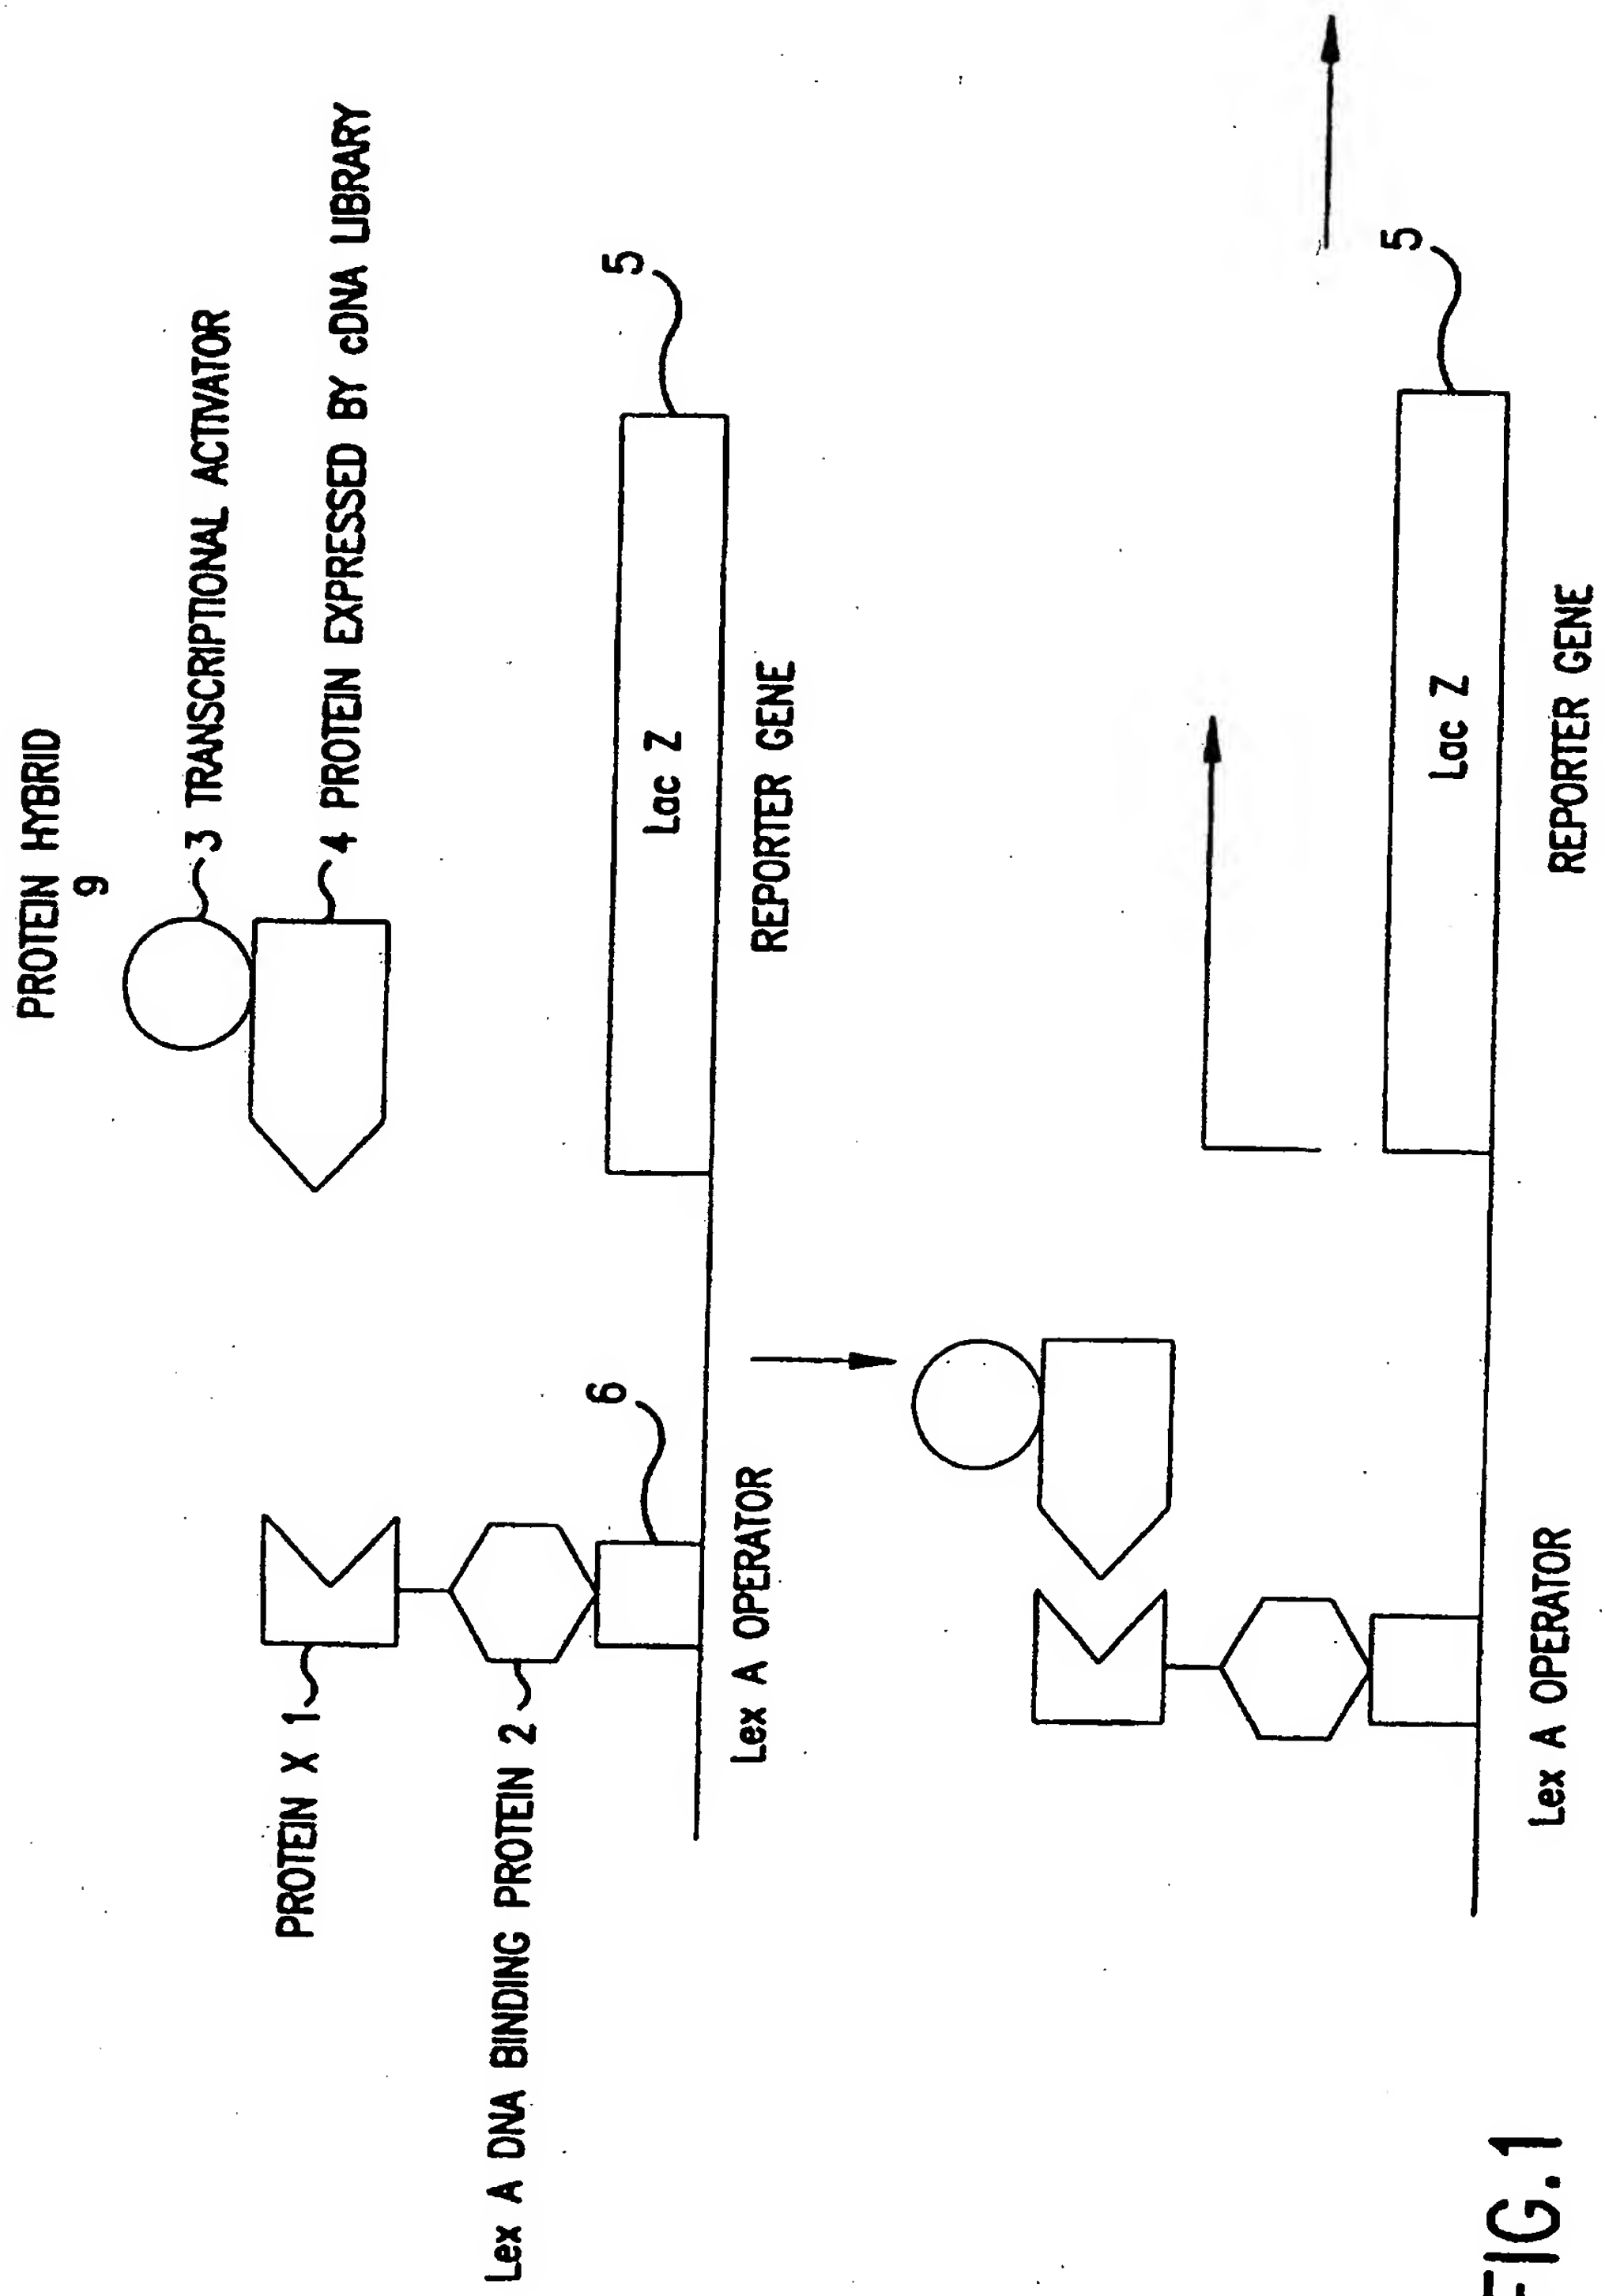 PROTEIN HYBRID
9
3 TRANSCRIPTIONAL ACTIVATOR
PROTEIN X 1
4 PROTEIN EXPRESSED BY cDNA LIBRARY
Lex A DNA BINDING PROTEIN 2
6
5
Lac Z
Lex A OPERATOR
REPORTER GENE
5
Lac Z
Lex A OPERATOR
REPORTER GENE
FIG.1